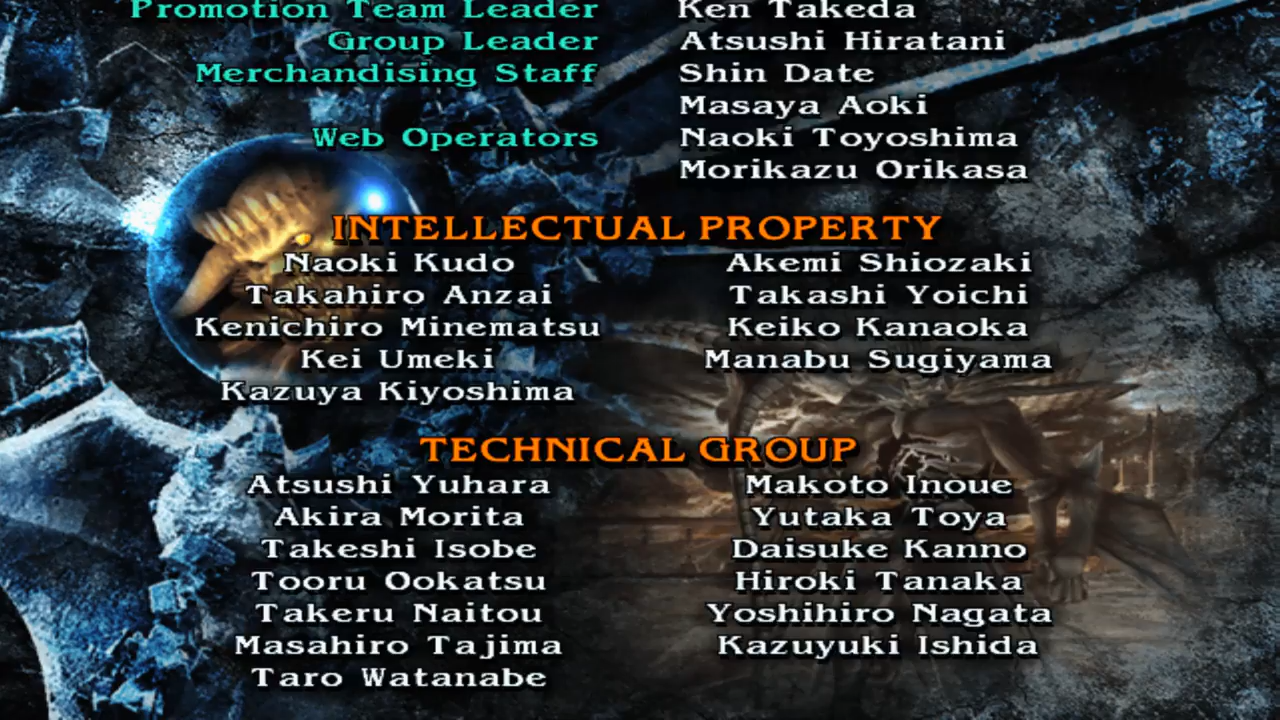 Promotion Team Leader Ken Takeda
Group Leader Atsushi Hiratani
Merchandising Staff Shin Date
Masaya Aoki
Web Operators Naoki Toyoshima
Morikazu Orikasa
INTELLECTUAL PROPERTY
Naoki Kudo Akemi Shiozaki
Takahiro Anzai Takashi Yoichi
Kenichiro Minematsu Keiko Kanaoka
Kei Umeki Manabu Sugiyama
Kazuya Kiyoshima
TECHNICAL GROUP
Atsushi Yuhara Makoto Inoue
Akira Morita Yutaka Toya
Takeshi Isobe Daisuke Kanno
Tooru Ookatsu Hiroki Tanaka
Takeru Naitou Yoshihiro Nagata
Masahiro Tajima Kazuyuki Ishida
Taro Watanabe